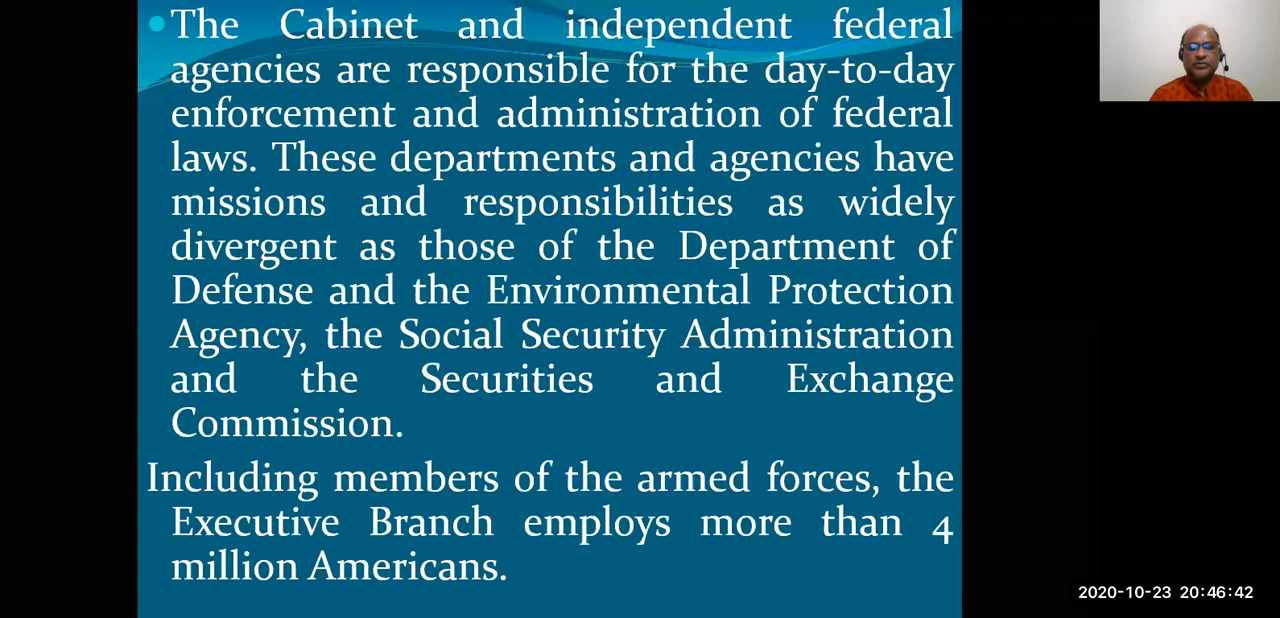 The Cabinet and independent federal
agencies are responsible for the day-to-day
enforcement and administration of federal
laws. These departments and agencies have
missions and responsibilities as widely
divergent as those of the Department of
Defense and the Environmental Protection
Agency, the Social Security Administration
and the Securities and Exchange
Commission.
Including members of the armed forces, the
Executive Branch employs more than 4
million Americans.
2020-10-23 20:46:42